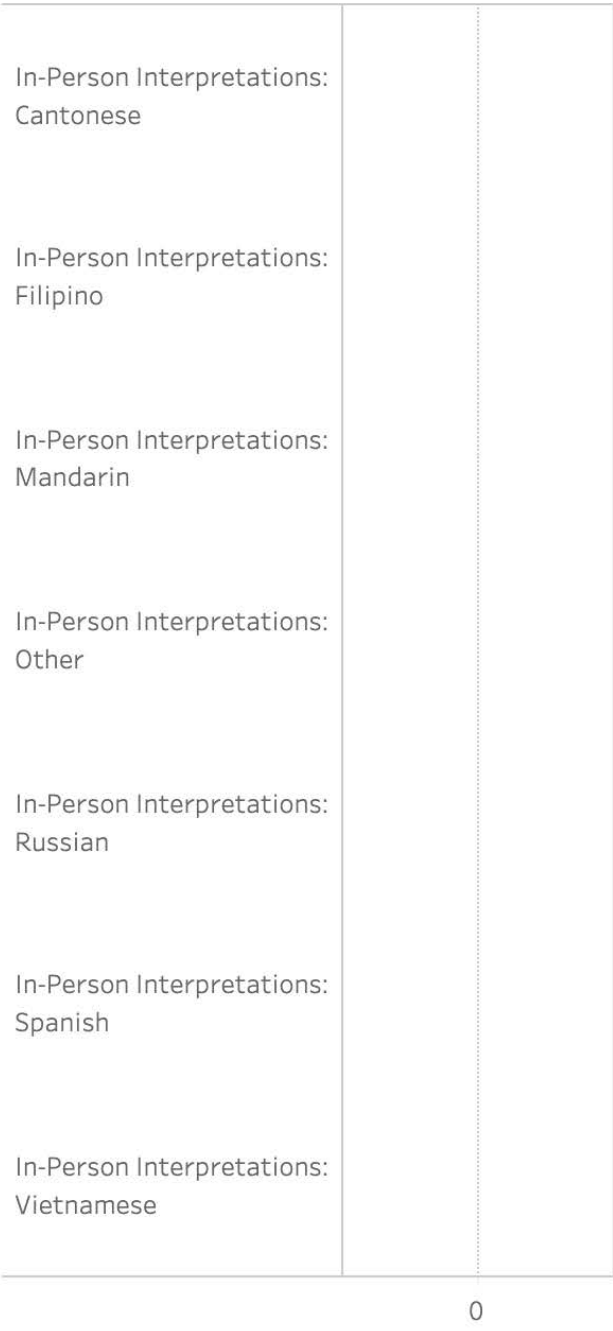 In-Person Interpretations:
Cantonese
In-Person Interpretations:
Filipino
In-Person Interpretations:
Mandarin
In-Person Interpretations:
Other
In-Person Interpretations:
Russian
In-Person Interpretations:
Spanish
In-Person Interpretations:
Vietnamese
0